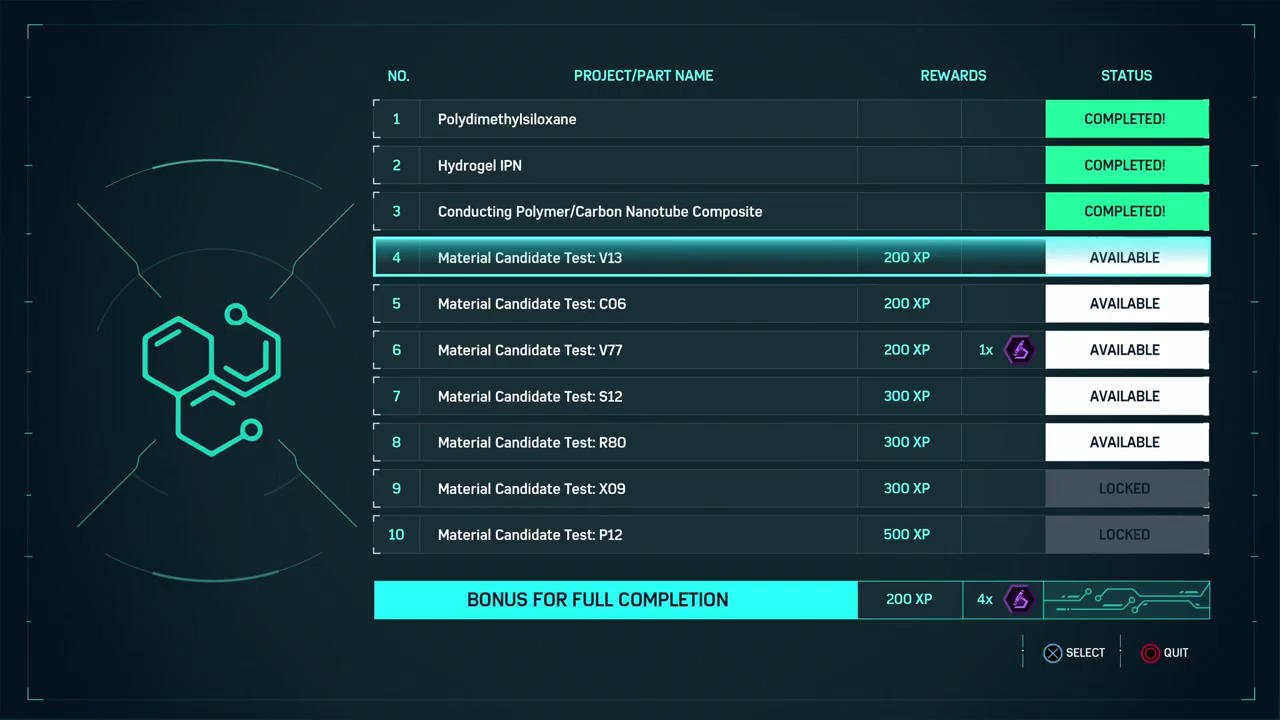 NO. PROJECT/PART NAME REWARDS STATUS
1 Polydimethylsiloxane COMPLETED!
2 Hydrogel IPN COMPLETED!
3 Conducting Polymer/Carbon Nanotube Composite COMPLETED!
4 Material Candidate Test: V13 200 XP AVAILABLE
5 Material Candidate Test: C06 200 XP AVAILABLE
6 Material Candidate Test: V77 200 XP 1x AVAILABLE
7 Material Candidate Test: S12 300 XP AVAILABLE
8 Material Candidate Test: R80 300 XP AVAILABLE
9 Material Candidate Test: X09 300 XP LOCKED
10 Material Candidate Test: P12 500 XP LOCKED
BONUS FOR FULL COMPLETION 200 XP 4x
SELECT QUIT